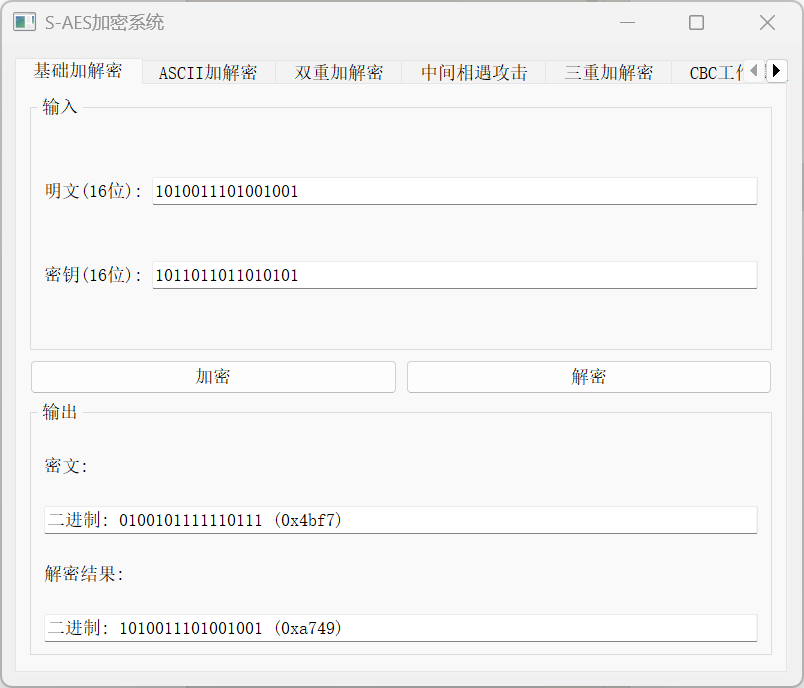 S-AES加密系统
基础加解密 ASCII加解密 双重加解密 中间相遇攻击 三重加解密 CBC工
输入
明文(16位): 1010011101001001
密钥(16位): 1011011011010101
加密 解密
输出
密文:
二进制: 0100101111110111 (0x4bf7)
解密结果:
二进制: 1010011101001001 (0xa749)